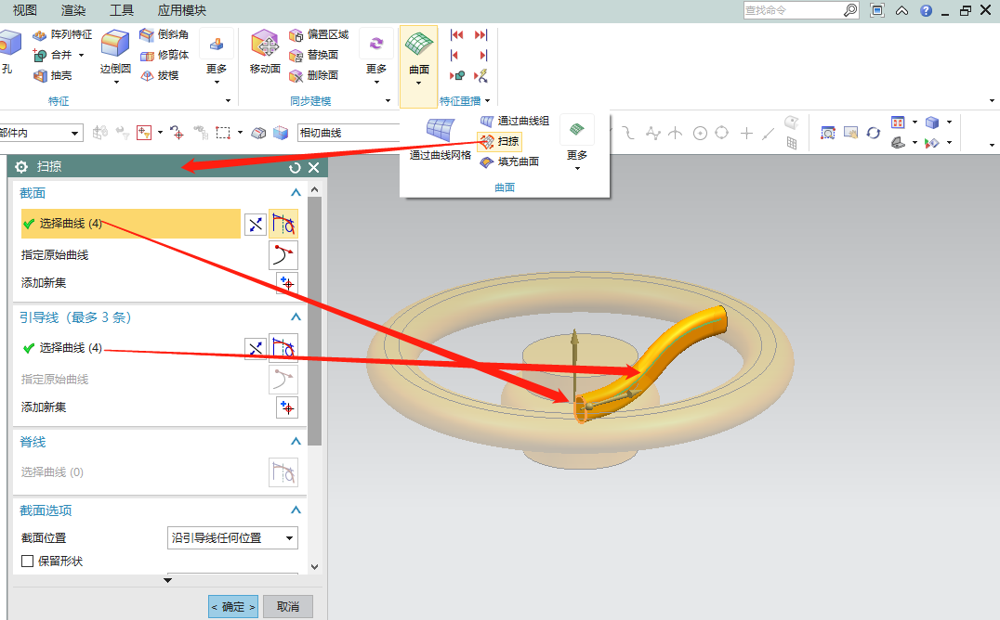 视图 渲染 工具 应用模块 查找命令
孔 阵列特征 合并 抽壳 边倒圆 倒斜角 修剪体 拔模 更多
移动面 偏置区域 替换面 删除面 更多 曲面
特征 同步建模 特征重播
部件内 相切曲线
通过曲线网格 通过曲线组 扫掠 填充曲面 更多
曲面
扫掠
截面
选择曲线 (4)
指定原始曲线
添加新集
引导线（最多 3 条）
选择曲线 (4)
指定原始曲线
添加新集
脊线
选择曲线 (0)
截面选项
截面位置 沿引导线任何位置
保留形状
< 确定 > 取消